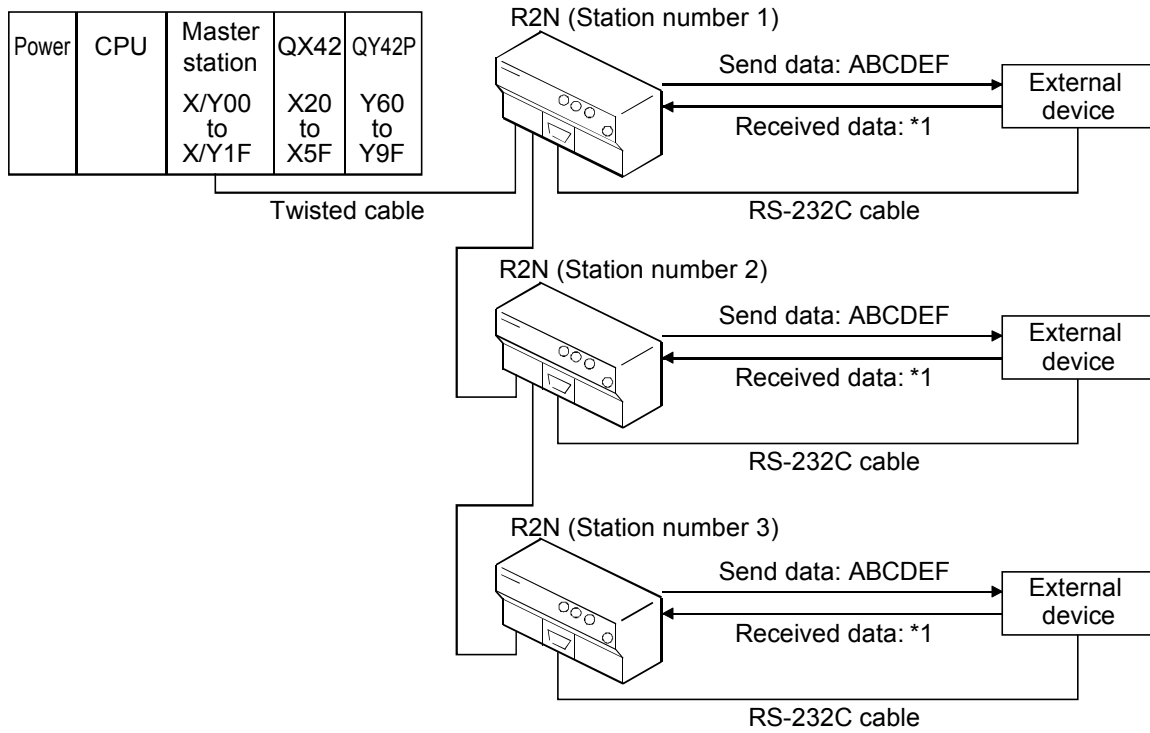 Power
CPU
Master
station
X/Y00
to
X/Y1F
QX42
X20
to
X5F
QY42P
Y60
to
Y9F
Twisted cable
R2N (Station number 1)
Send data: ABCDEF
Received data: *1
External
device
RS-232C cable
R2N (Station number 2)
Send data: ABCDEF
Received data: *1
External
device
RS-232C cable
R2N (Station number 3)
Send data: ABCDEF
Received data: *1
External
device
RS-232C cable